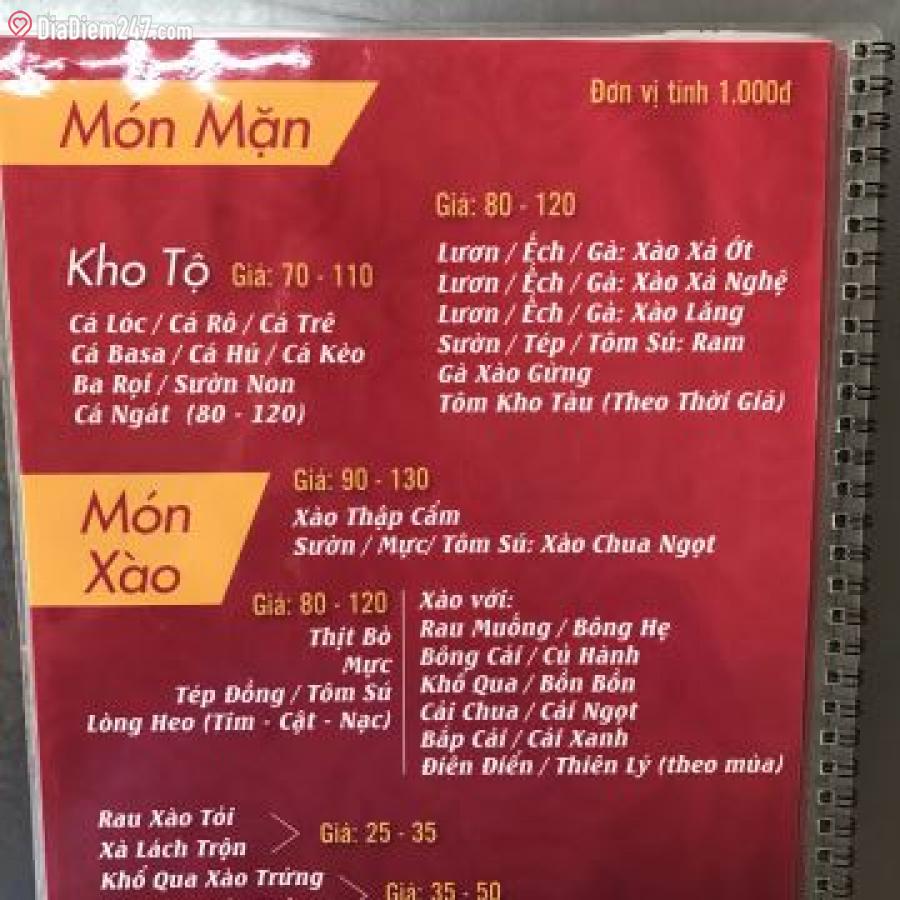 DiaDiem247.com
Món Mặn
Đơn vị tính 1.000đ
Kho Tộ Giá: 70 - 110
Cá Lóc / Cá Rô / Cá Trê
Cá Basa / Cá Hú / Cá Kèo
Ba Rọi / Sườn Non
Cá Ngát (80 - 120)
Giá: 80 - 120
Lươn / Ếch / Gà: Xào Xả Ớt
Lươn / Ếch / Gà: Xào Xả Nghệ
Lươn / Ếch / Gà: Xào Lăng
Sườn / Tép / Tôm Sú: Ram
Gà Xào Gừng
Tôm Kho Tàu (Theo Thời Giá)
Món
Xào
Giá: 90 - 130
Xào Thập Cẩm
Sườn / Mực/ Tôm Sú: Xào Chua Ngọt
Giá: 80 - 120
Thịt Bò
Mực
Tép Đồng / Tôm Sú
Lòng Heo (Tim - Cật - Nạc)
Xào với:
Rau Muống / Bông Hẹ
Bông Cải / Củ Hành
Khổ Qua / Bồn Bồn
Cải Chua / Cải Ngọt
Bắp Cải / Cải Xanh
Điên Điển / Thiên Lý (theo mùa)
Rau Xào Tỏi
Xà Lách Trộn
Giá: 25 - 35
Khổ Qua Xào Trứng
Giá: 35 - 50